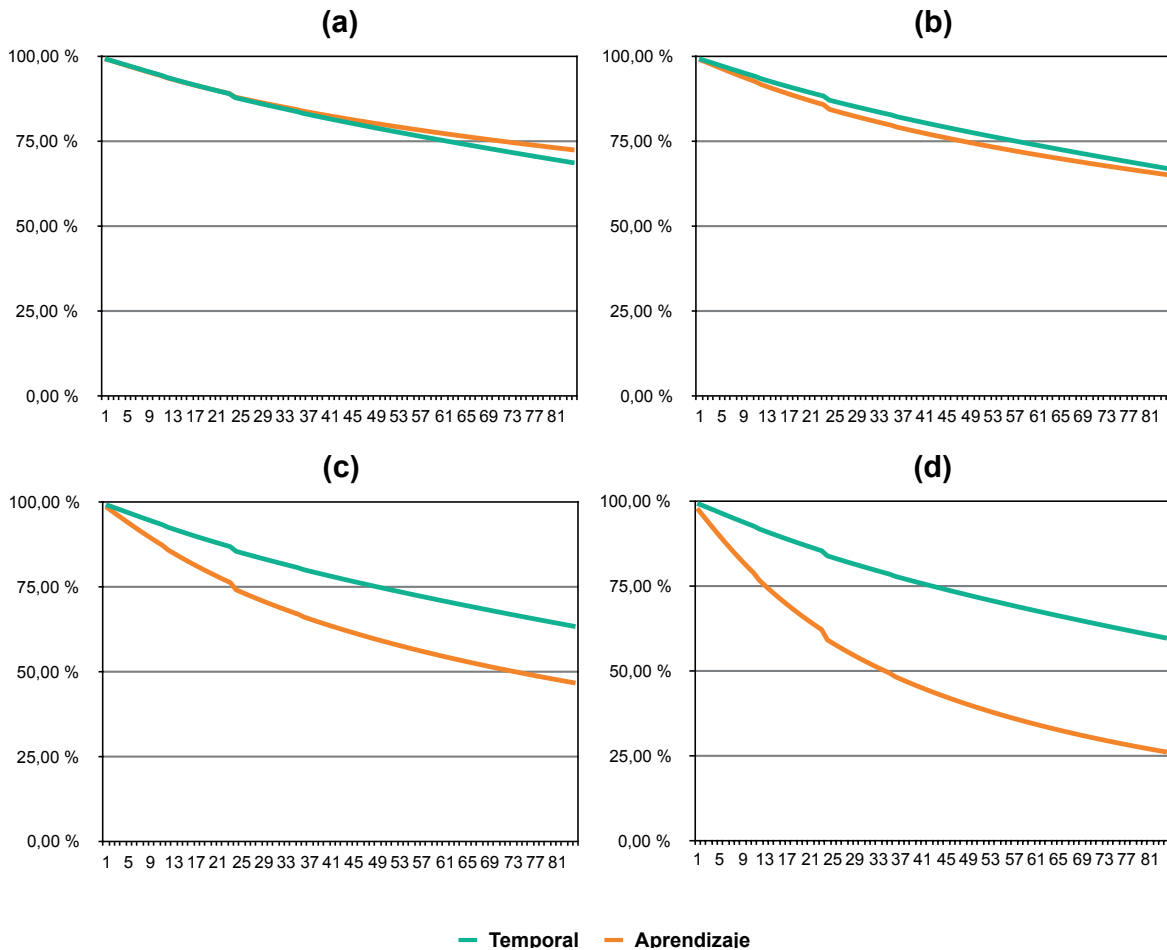 (a) (b)
100,00 % 100,00 %
75,00 % 75,00 %
50,00 % 50,00 %
25,00 % 25,00 %
0,00 % 0,00 %
1 5 9 13 17 21 25 29 33 37 41 45 49 53 57 61 65 69 73 77 81 1 5 9 13 17 21 25 29 33 37 41 45 49 53 57 61 65 69 73 77 81
(c) (d)
100,00 % 100,00 %
75,00 % 75,00 %
50,00 % 50,00 %
25,00 % 25,00 %
0,00 % 0,00 %
1 5 9 13 17 21 25 29 33 37 41 45 49 53 57 61 65 69 73 77 81 1 5 9 13 17 21 25 29 33 37 41 45 49 53 57 61 65 69 73 77 81
Temporal Aprendizaje